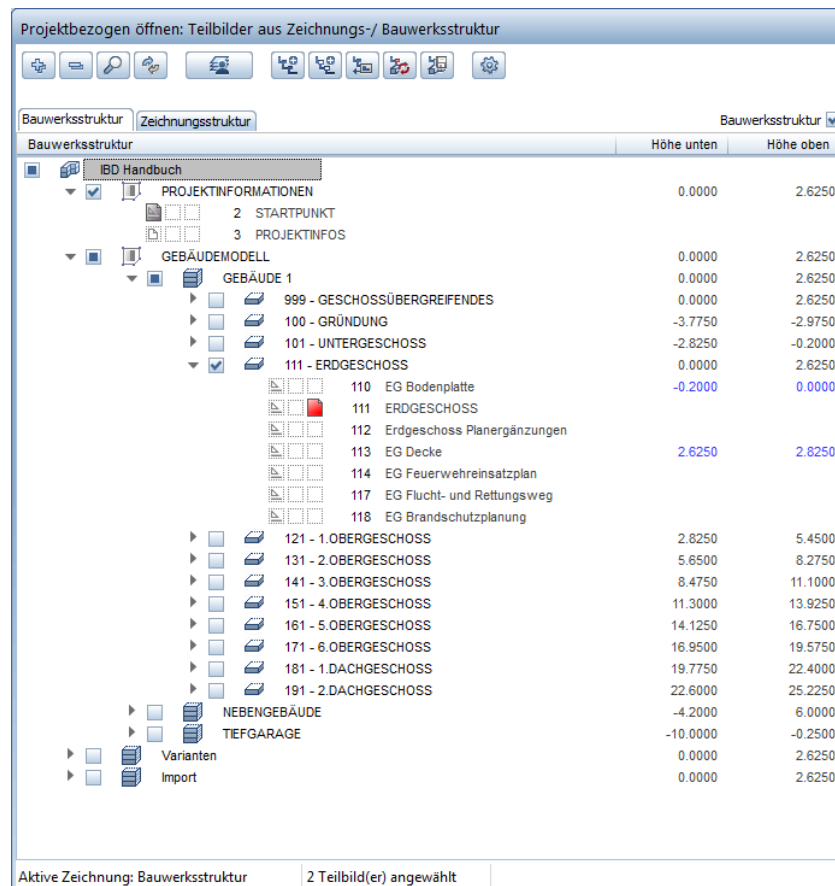 Projektbezogen öffnen: Teilbilder aus Zeichnungs-/ Bauwerksstruktur
Bauwerksstruktur Zeichnungsstruktur Bauwerksstruktur
Bauwerksstruktur Höhe unten Höhe oben
IBD Handbuch
PROJEKTINFORMATIONEN 0.0000 2.6250
2 STARTPUNKT
3 PROJEKTINFOS
GEBÄUDEMODELL 0.0000 2.6250
GEBÄUDE 1 0.0000 2.6250
999 - GESCHOSSÜBERGREIFENDES 0.0000 2.6250
100 - GRÜNDUNG -3.7750 -2.9750
101 - UNTERGESCHOSS -2.8250 -0.2000
111 - ERDGESCHOSS 0.0000 2.6250
110 EG Bodenplatte -0.2000 0.0000
111 ERDGESCHOSS
112 Erdgeschoss Planergänzungen
113 EG Decke 2.6250 2.8250
114 EG Feuerwehreinsatzplan
117 EG Flucht- und Rettungsweg
118 EG Brandschutzplanung
121 - 1.OBERGESCHOSS 2.8250 5.4500
131 - 2.OBERGESCHOSS 5.6500 8.2750
141 - 3.OBERGESCHOSS 8.4750 11.1000
151 - 4.OBERGESCHOSS 11.3000 13.9250
161 - 5.OBERGESCHOSS 14.1250 16.7500
171 - 6.OBERGESCHOSS 16.9500 19.5750
181 - 1.DACHGESCHOSS 19.7750 22.4000
191 - 2.DACHGESCHOSS 22.6000 25.2250
NEBENGEBÄUDE -4.2000 6.0000
TIEFGARAGE -10.0000 -0.2500
Varianten 0.0000 2.6250
Import 0.0000 2.6250
Aktive Zeichnung: Bauwerksstruktur 2 Teilbild(er) angewählt